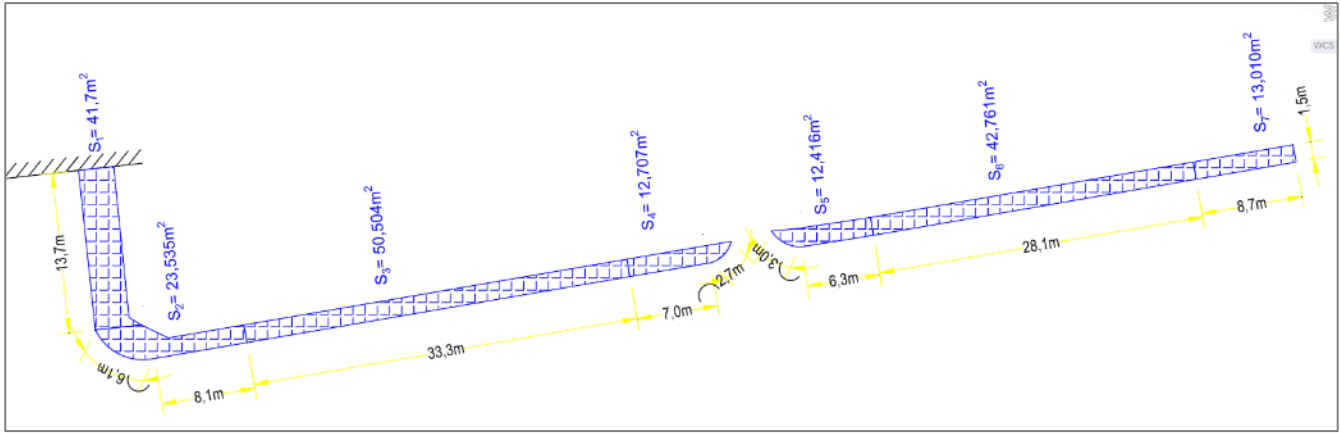 S₁= 41,7m²
S₂= 23,535m²
S₃= 50,504m²
S₄= 12,707m²
S₅= 12,416m²
S₆= 42,761m²
S₇= 13,010m²
1,5m
13,7m
6,1m
8,1m
33,3m
7,0m
2,7m
3,0m
6,3m
28,1m
8,7m
WCS